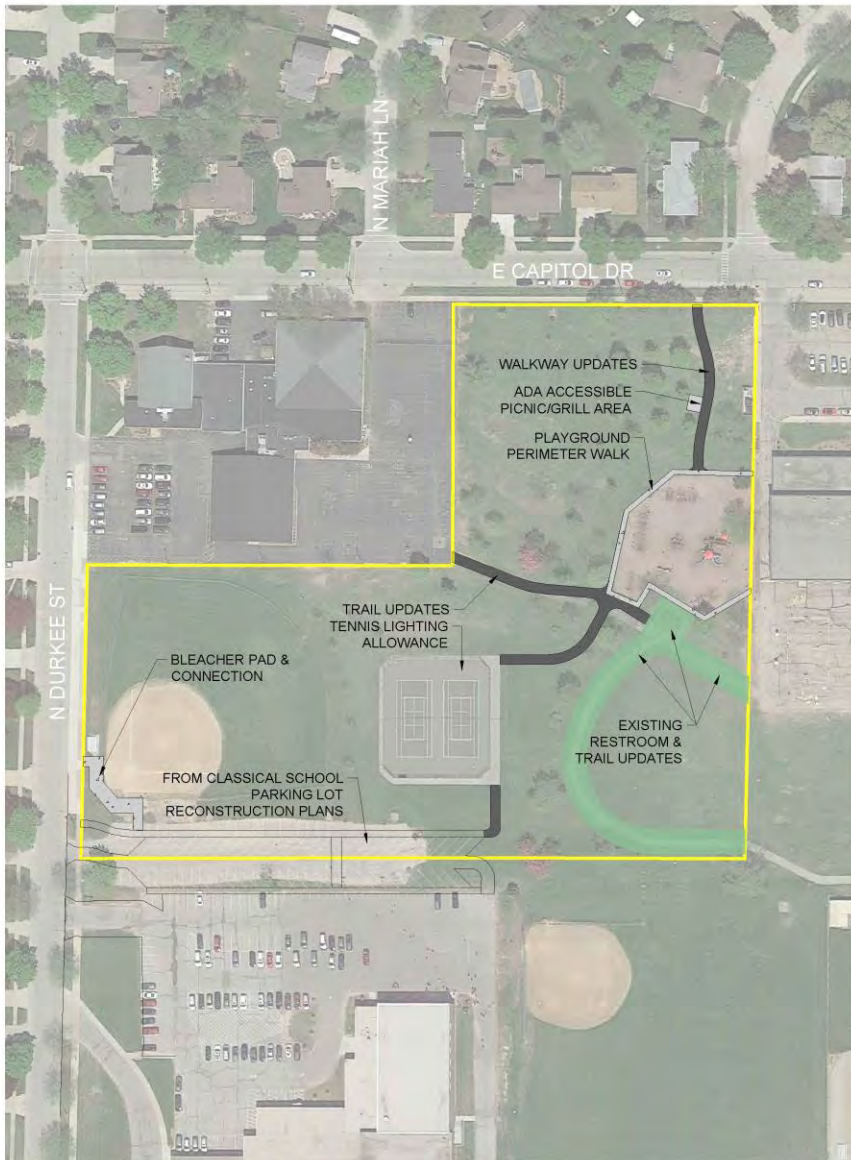 N MARIAH LN
E CAPITOL DR
WALKWAY UPDATES
ADA ACCESSIBLE
PICNIC/GRILL AREA
PLAYGROUND
PERIMETER WALK
N DURKEE ST
TRAIL UPDATES
TENNIS LIGHTING
ALLOWANCE
BLEACHER PAD &
CONNECTION
EXISTING
RESTROOM &
TRAIL UPDATES
FROM CLASSICAL SCHOOL
PARKING LOT
RECONSTRUCTION PLANS